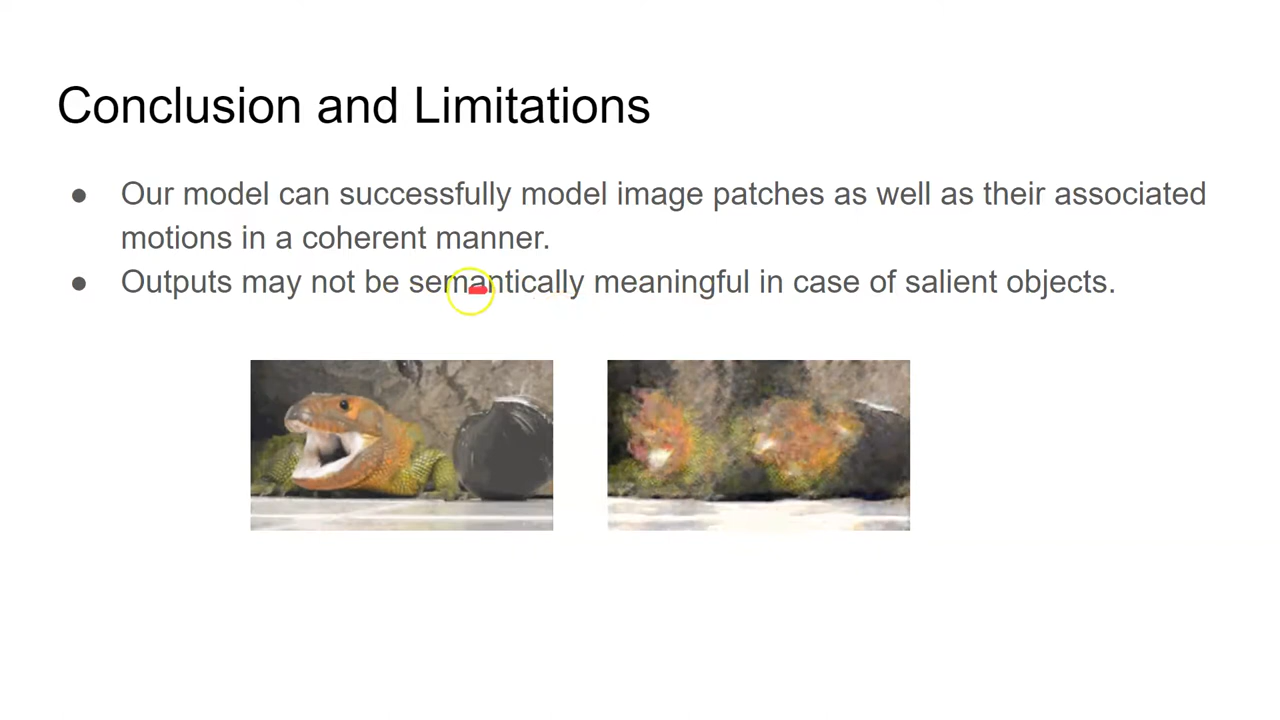 Conclusion and Limitations
● Our model can successfully model image patches as well as their associated
motions in a coherent manner.
● Outputs may not be semantically meaningful in case of salient objects.